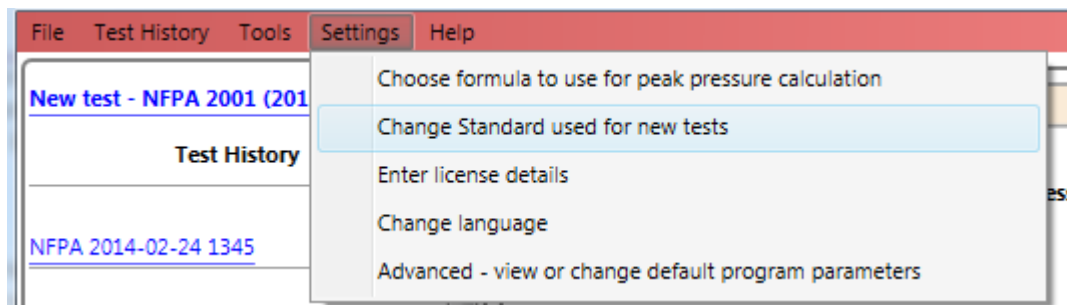 File Test History Tools Settings Help
Choose formula to use for peak pressure calculation
New test - NFPA 2001 (201
Change Standard used for new tests
Test History
Enter license details
Change language
NFPA 2014-02-24 1345
Advanced - view or change default program parameters